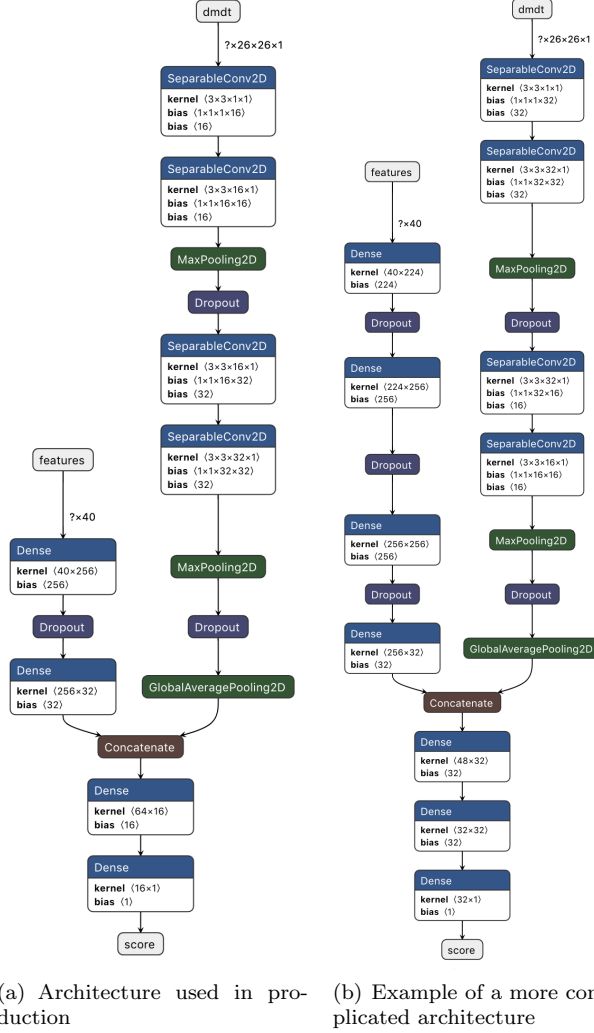 dmdt
?×26×26×1
SeparableConv2D
kernel ⟨3×3×1×1⟩
bias ⟨1×1×1×16⟩
bias ⟨16⟩
SeparableConv2D
kernel ⟨3×3×16×1⟩
bias ⟨1×1×16×16⟩
bias ⟨16⟩
MaxPooling2D
Dropout
SeparableConv2D
kernel ⟨3×3×16×1⟩
bias ⟨1×1×16×32⟩
bias ⟨32⟩
SeparableConv2D
kernel ⟨3×3×32×1⟩
bias ⟨1×1×32×32⟩
bias ⟨32⟩
MaxPooling2D
Dropout
GlobalAveragePooling2D
features
?×40
Dense
kernel ⟨40×256⟩
bias ⟨256⟩
Dropout
Dense
kernel ⟨256×32⟩
bias ⟨32⟩
Concatenate
Dense
kernel ⟨64×16⟩
bias ⟨16⟩
Dense
kernel ⟨16×1⟩
bias ⟨1⟩
score
(a) Architecture used in pro-
duction
dmdt
?×26×26×1
SeparableConv2D
kernel ⟨3×3×1×1⟩
bias ⟨1×1×1×32⟩
bias ⟨32⟩
SeparableConv2D
kernel ⟨3×3×32×1⟩
bias ⟨1×1×32×32⟩
bias ⟨32⟩
MaxPooling2D
Dropout
SeparableConv2D
kernel ⟨3×3×32×1⟩
bias ⟨1×1×32×16⟩
bias ⟨16⟩
SeparableConv2D
kernel ⟨3×3×16×1⟩
bias ⟨1×1×16×16⟩
bias ⟨16⟩
MaxPooling2D
Dropout
GlobalAveragePooling2D
features
?×40
Dense
kernel ⟨40×224⟩
bias ⟨224⟩
Dropout
Dense
kernel ⟨224×256⟩
bias ⟨256⟩
Dropout
Dense
kernel ⟨256×256⟩
bias ⟨256⟩
Dropout
Dense
kernel ⟨256×32⟩
bias ⟨32⟩
Concatenate
Dense
kernel ⟨48×32⟩
bias ⟨32⟩
Dense
kernel ⟨32×32⟩
bias ⟨32⟩
Dense
kernel ⟨32×1⟩
bias ⟨1⟩
score
(b) Example of a more com
plicated architecture